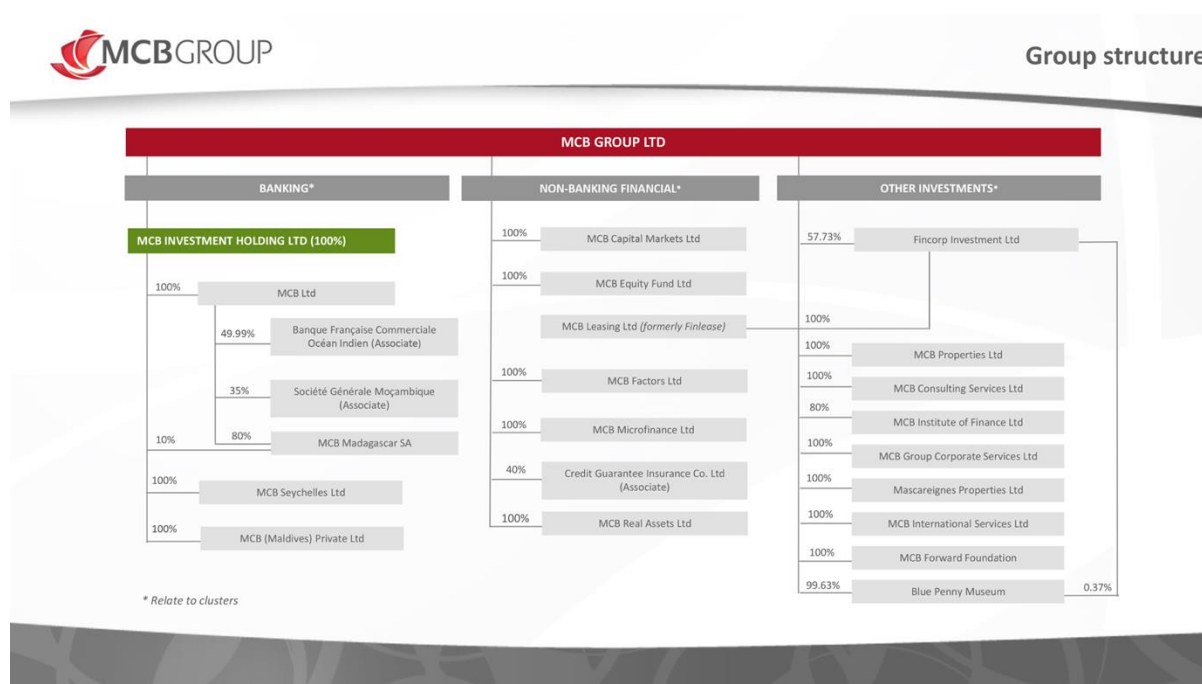 MCBGROUP
Group structure
MCB GROUP LTD
BANKING*
NON-BANKING FINANCIAL*
OTHER INVESTMENTS*
MCB INVESTMENT HOLDING LTD (100%)
100%
MCB Ltd
49.99%
Banque Française Commerciale
Océan Indien (Associate)
35%
Société Générale Moçambique
(Associate)
10%
80%
MCB Madagascar SA
100%
MCB Seychelles Ltd
100%
MCB (Maldives) Private Ltd
100%
MCB Capital Markets Ltd
100%
MCB Equity Fund Ltd
MCB Leasing Ltd (formerly Finlease)
100%
MCB Factors Ltd
100%
MCB Microfinance Ltd
40%
Credit Guarantee Insurance Co. Ltd
(Associate)
100%
MCB Real Assets Ltd
57.73%
Fincorp Investment Ltd
100%
100%
MCB Properties Ltd
100%
MCB Consulting Services Ltd
80%
MCB Institute of Finance Ltd
100%
MCB Group Corporate Services Ltd
100%
Mascareignes Properties Ltd
100%
MCB International Services Ltd
100%
MCB Forward Foundation
99.63%
Blue Penny Museum
0.37%
* Relate to clusters